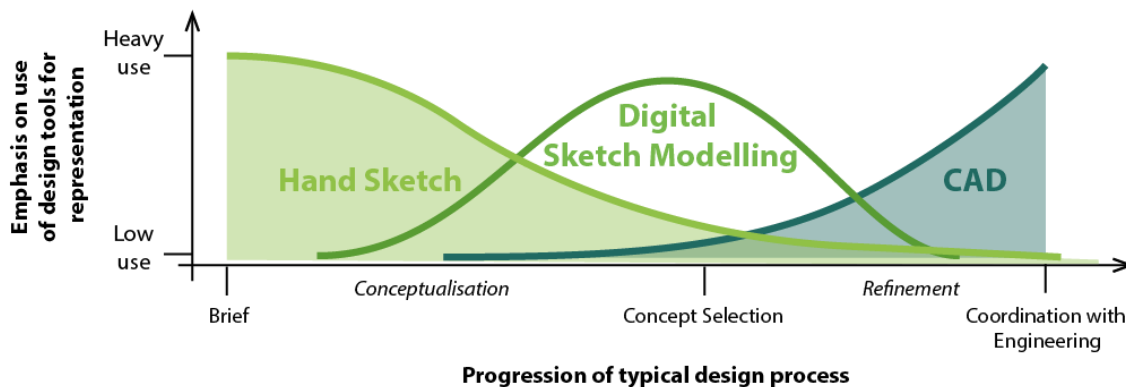 Emphasis on use
of design tools for
representation
Heavy
use
Low
use
Hand Sketch
Digital
Sketch Modelling
CAD
Conceptualisation
Refinement
Brief
Concept Selection
Coordination with
Engineering
Progression of typical design process